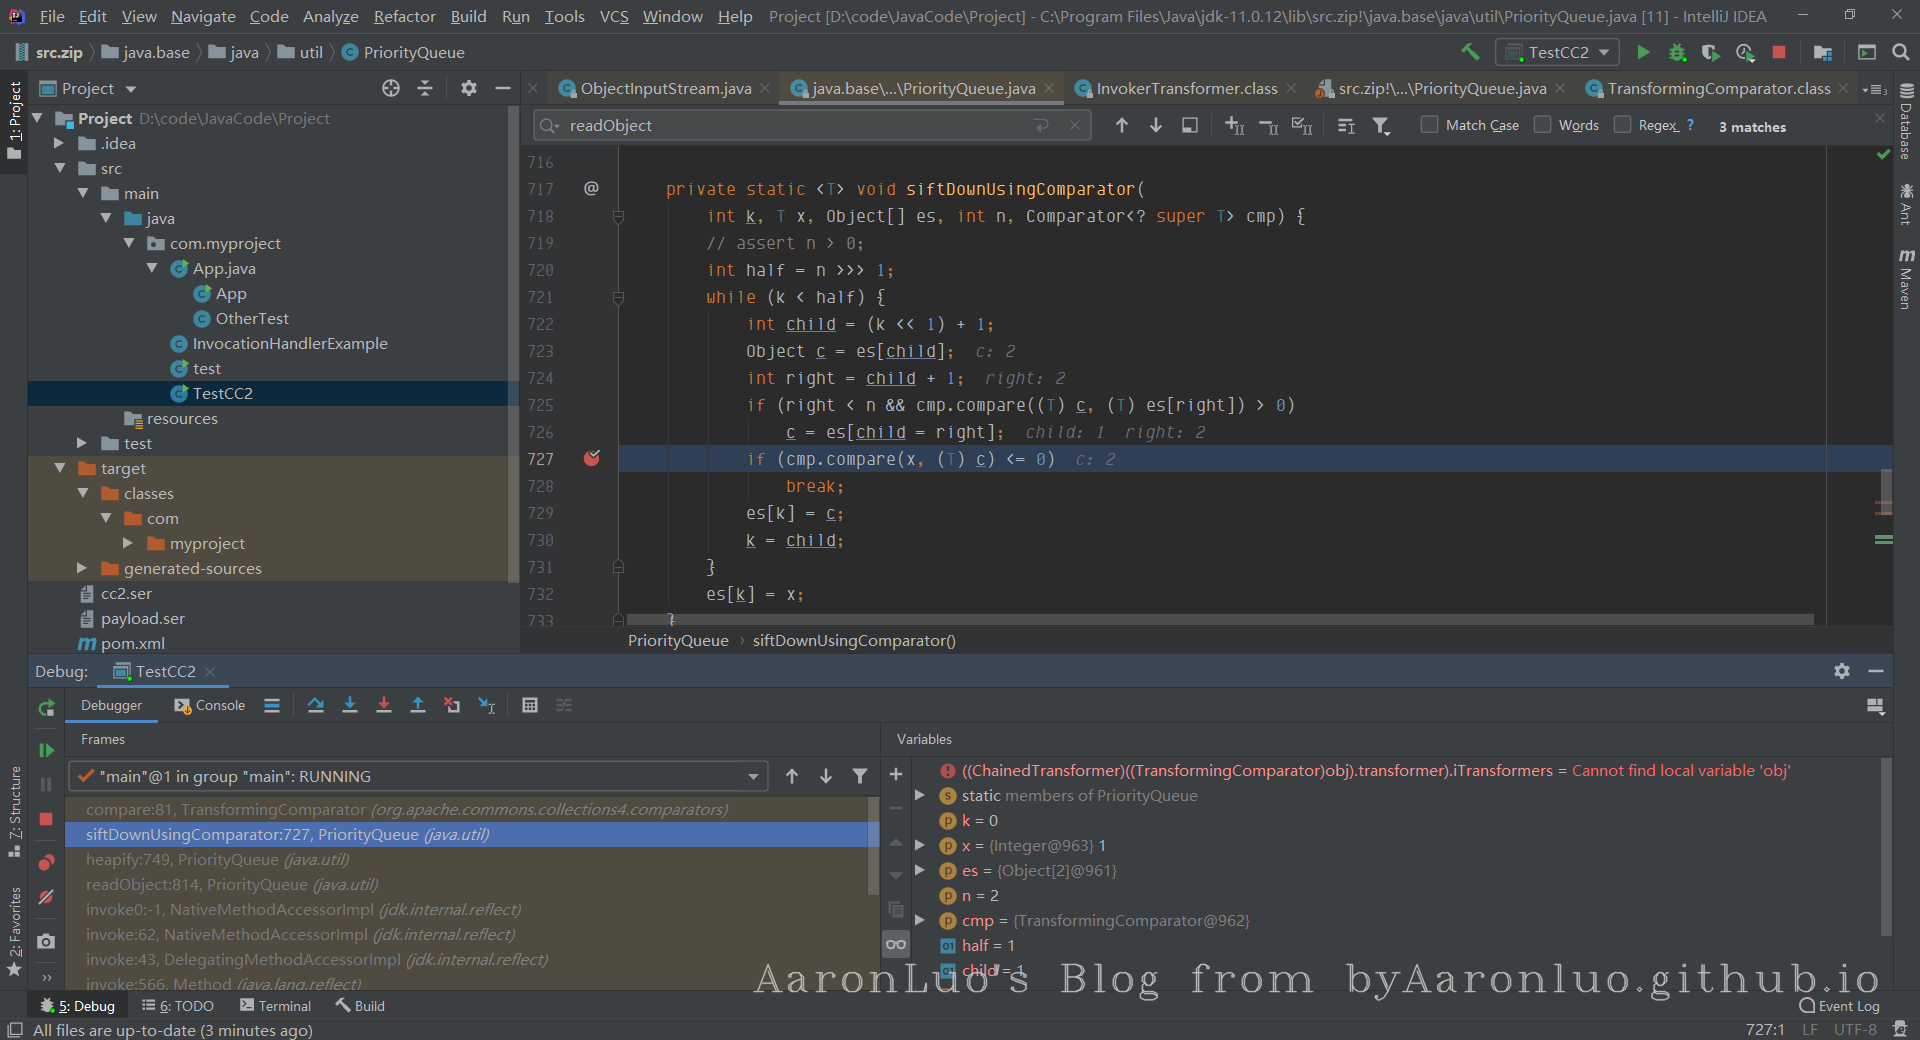 File Edit View Navigate Code Analyze Refactor Build Run Tools VCS Window Help Project [D:\code\JavaCode\Project] - C:\Program Files\Java\jdk-11.0.12\lib\src.zip!\java.base\java\util\PriorityQueue.java [11] - IntelliJ IDEA
src.zip java.base java util PriorityQueue TestCC2
1: Project
Project
ObjectInputStream.java java.base\...\PriorityQueue.java InvokerTransformer.class src.zip!\...\PriorityQueue.java TransformingComparator.class
readObject Match Case Words Regex ? 3 matches
Project D:\code\JavaCode\Project
.idea
src
main
java
com.myproject
App.java
App
OtherTest
InvocationHandlerExample
test
TestCC2
resources
test
target
classes
com
myproject
generated-sources
cc2.ser
payload.ser
pom.xml
716
717 @ private static <T> void siftDownUsingComparator(
718 int k, T x, Object[] es, int n, Comparator<? super T> cmp) {
719 // assert n > 0;
720 int half = n >>> 1;
721 while (k < half) {
722 int child = (k << 1) + 1;
723 Object c = es[child]; c: 2
724 int right = child + 1; right: 2
725 if (right < n && cmp.compare((T) c, (T) es[right]) > 0)
726 c = es[child = right]; child: 1 right: 2
727 if (cmp.compare(x, (T) c) <= 0) c: 2
728 break;
729 es[k] = c;
730 k = child;
731 }
732 es[k] = x;
733 }
PriorityQueue siftDownUsingComparator()
Database
Ant
Maven
Debug: TestCC2
Debugger Console
Frames
"main"@1 in group "main": RUNNING
compare:81, TransformingComparator (org.apache.commons.collections4.comparators)
siftDownUsingComparator:727, PriorityQueue (java.util)
heapify:749, PriorityQueue (java.util)
readObject:814, PriorityQueue (java.util)
invoke0:-1, NativeMethodAccessorImpl (jdk.internal.reflect)
invoke:62, NativeMethodAccessorImpl (jdk.internal.reflect)
invoke:43, DelegatingMethodAccessorImpl (jdk.internal.reflect)
invoke:566, Method (java.lang.reflect)
Variables
((ChainedTransformer)((TransformingComparator)obj).transformer).iTransformers = Cannot find local variable 'obj'
static members of PriorityQueue
k = 0
x = {Integer@963} 1
es = {Object[2]@961}
n = 2
cmp = {TransformingComparator@962}
half = 1
child = 1
AaronLuo's Blog from byAaronluo.github.io
Z: Structure
2: Favorites
5: Debug 6: TODO Terminal Build Event Log
All files are up-to-date (3 minutes ago) 727:1 LF UTF-8